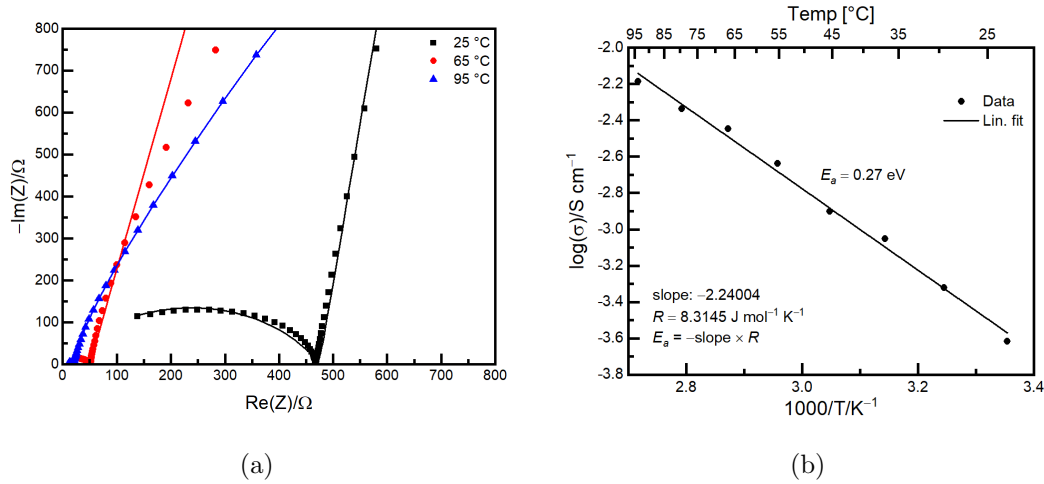 800
700
600
500
400
300
200
100
0
−Im(Z)/Ω
25 °C
65 °C
95 °C
0 100 200 300 400 500 600 700 800
Re(Z)/Ω
(a)
Temp [°C]
95 85 75 65 55 45 35 25
-2.0
-2.2
-2.4
-2.6
-2.8
-3.0
-3.2
-3.4
-3.6
-3.8
log(σ)/S cm⁻¹
Data
Lin. fit
Eₐ = 0.27 eV
slope: −2.24004
R = 8.3145 J mol⁻¹ K⁻¹
Eₐ = −slope × R
2.8 3.0 3.2 3.4
1000/T/K⁻¹
(b)